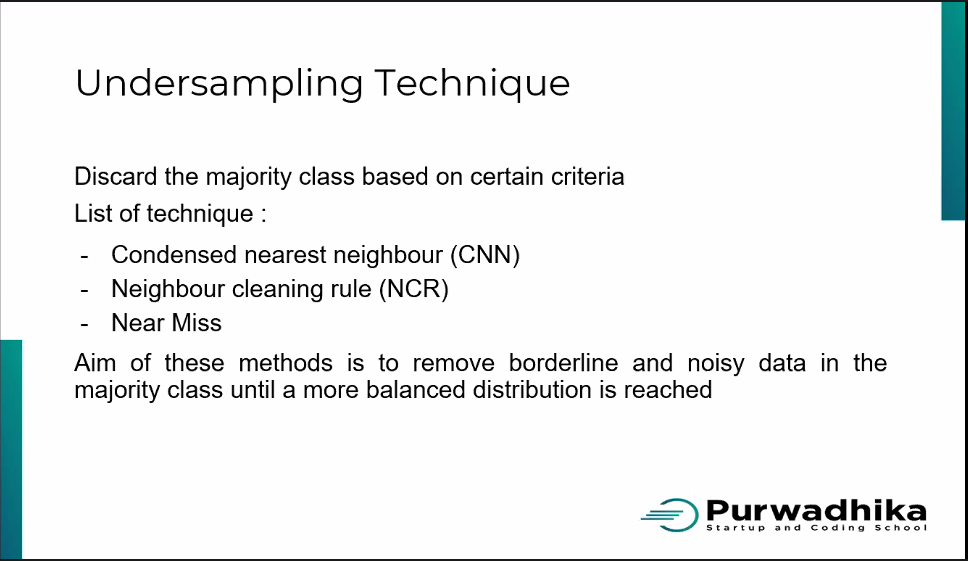 Undersampling Technique
Discard the majority class based on certain criteria
List of technique :
- Condensed nearest neighbour (CNN)
- Neighbour cleaning rule (NCR)
- Near Miss
Aim of these methods is to remove borderline and noisy data in the
majority class until a more balanced distribution is reached
Purwadhika
Startup and Coding School